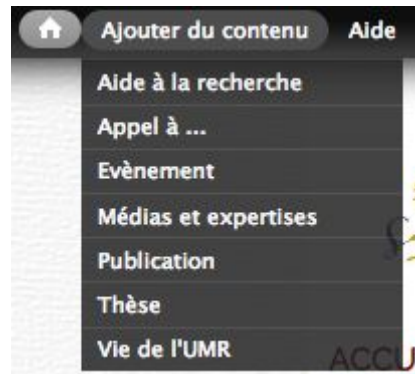 Ajouter du contenu Aide
Aide à la recherche
Appel à ...
Evènement
Médias et expertises
Publication
Thèse
Vie de l'UMR
ACCU